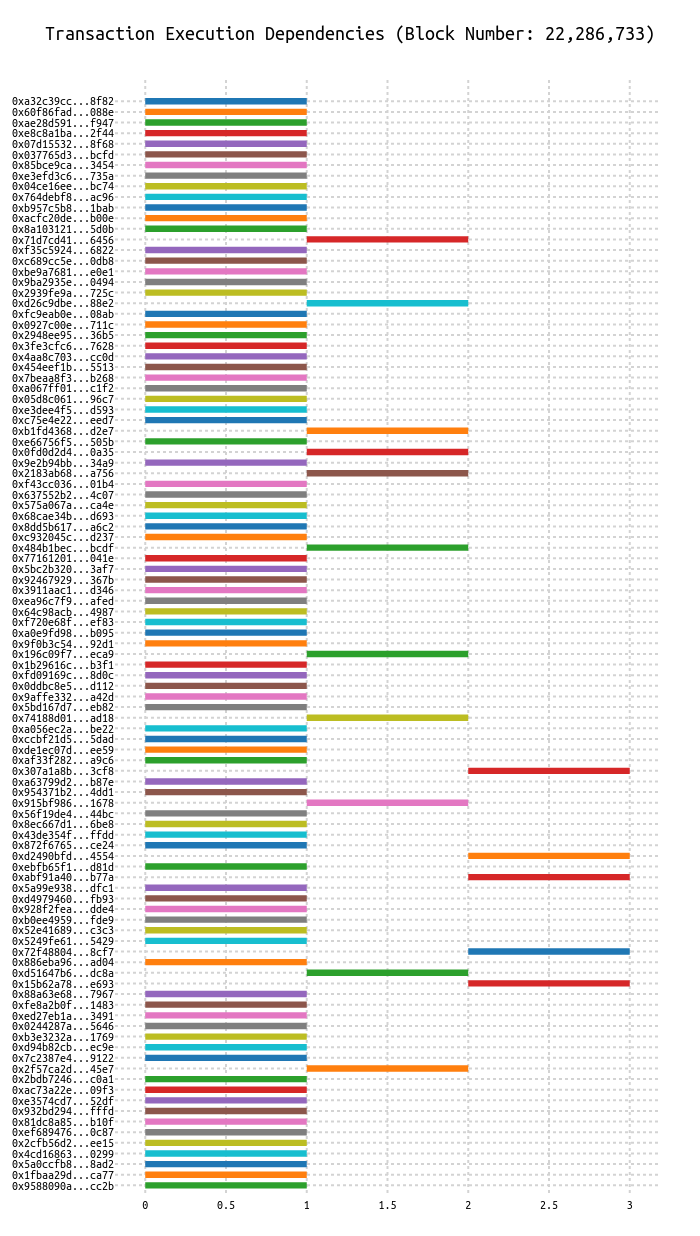 Transaction Execution Dependencies (Block Number: 22,286,733)
0xa32c39cc...8f82
0x60f86fad...088e
0xae28d591...f947
0xe8c8a1ba...2f44
0x07d15532...8f68
0x037765d3...bcfd
0x85bce9ca...3454
0xe3efd3c6...735a
0x04ce16ee...bc74
0x764debf8...ac96
0xb957c5b8...1bab
0xacfc20de...b00e
0x8a103121...5d0b
0x71d7cd41...6456
0xf35c5924...6822
0xc689cc5e...0db8
0xbe9a7681...e0e1
0x9ba2935e...0494
0x2939fe9a...725c
0xd26c9dbe...88e2
0xfc9eab0e...08ab
0x0927c00e...711c
0x2948ee95...36b5
0x3fe3cfc6...7628
0x4aa8c703...cc0d
0x454eef1b...5513
0x7beaa8f3...b268
0xa067ff01...c1f2
0x05d8c061...96c7
0xe3dee4f5...d593
0xc75e4e22...eed7
0xb1fd4368...d2e7
0xe66756f5...505b
0x0fd0d2d4...0a35
0x9e2b94bb...34a9
0x2183ab68...a756
0xf43cc036...01b4
0x637552b2...4c07
0x575a067a...ca4e
0x68cae34b...d693
0x8dd5b617...a6c2
0xc932045c...d237
0x484b1bec...bcdf
0x77161201...041e
0x5bc2b320...3af7
0x92467929...367b
0x3911aac1...d346
0xea96c7f9...afed
0x64c98acb...4987
0xf720e68f...ef83
0xa0e9fd98...b095
0x9f0b3c54...92d1
0x196c09f7...eca9
0x1b29616c...b3f1
0xfd09169c...8d0c
0x0ddbc8e5...d112
0x9affe332...a42d
0x5bd167d7...eb82
0x74188d01...ad18
0xa056ec2a...be22
0xccbf21d5...5dad
0xde1ec07d...ee59
0xaf33f282...a9c6
0x307a1a8b...3cf8
0xa63799d2...b87e
0x954371b2...4dd1
0x915bf986...1678
0x56f19de4...44bc
0x8ec667d1...6be8
0x43de354f...ffdd
0x872f6765...ce24
0xd2490bfd...4554
0xebfb65f1...d81d
0xabf91a40...b77a
0x5a99e938...dfc1
0xd4979460...fb93
0x928f2fea...dde4
0xb0ee4959...fde9
0x52e41689...c3c3
0x5249fe61...5429
0x72f48804...8cf7
0x886eba96...ad04
0xd51647b6...dc8a
0x15b62a78...e693
0x88a63e68...7967
0xfe8a2b0f...1483
0xed27eb1a...3491
0x0244287a...5646
0xb3e3232a...1769
0xd94b82cb...ec9e
0x7c2387e4...9122
0x2f57ca2d...45e7
0x2bdb7246...c0a1
0xac73a22e...09f3
0xe3574cd7...52df
0x932bd294...fffd
0x81dc8a85...b10f
0xef689476...0c87
0x2cfb56d2...ee15
0x4cd16863...0299
0x5a0ccfb8...8ad2
0x1fbaa29d...ca77
0x9588090a...cc2b
0 0.5 1 1.5 2 2.5 3